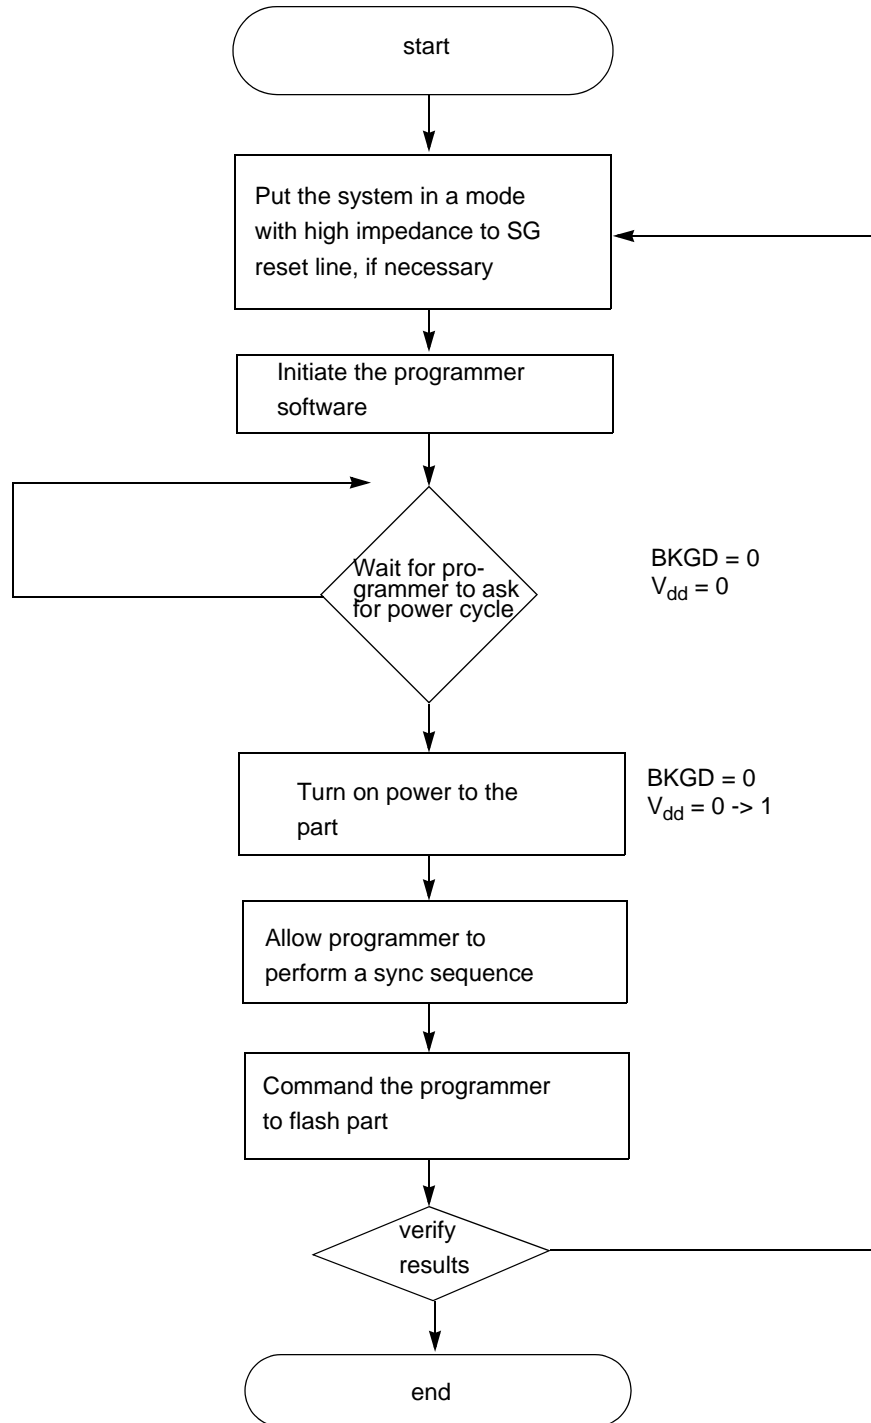 start
Put the system in a mode
with high impedance to SG
reset line, if necessary
Initiate the programmer
software
Wait for pro-
grammer to ask
for power cycle
BKGD = 0
Vdd = 0
Turn on power to the
part
BKGD = 0
Vdd = 0 -> 1
Allow programmer to
perform a sync sequence
Command the programmer
to flash part
verify
results
end